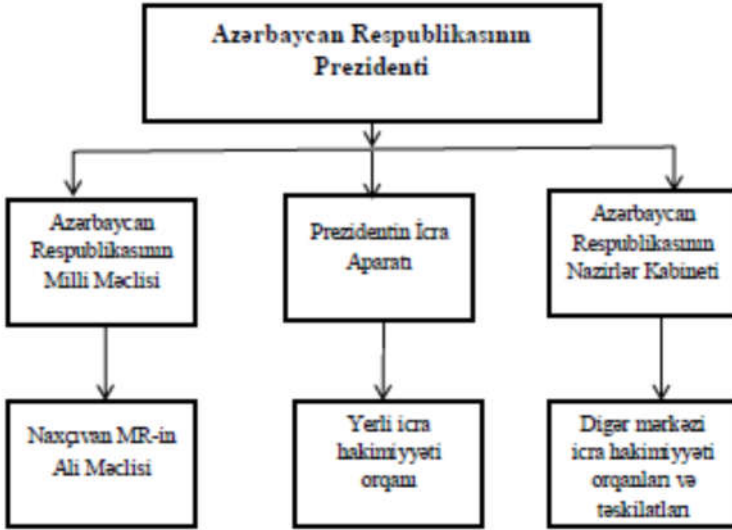 Azərbaycan Respublikasının
Prezidenti
Azərbaycan
Respublikasının
Milli Məclisi
Prezidentin İcra
Aparatı
Azərbaycan
Respublikasının
Nazirlər Kabineti
Naxçıvan MR-in
Ali Məclisi
Yerli icra
hakimiyyəti
orqanı
Digər mərkəzi
icra hakimiyyəti
orqanları və
təskilatları